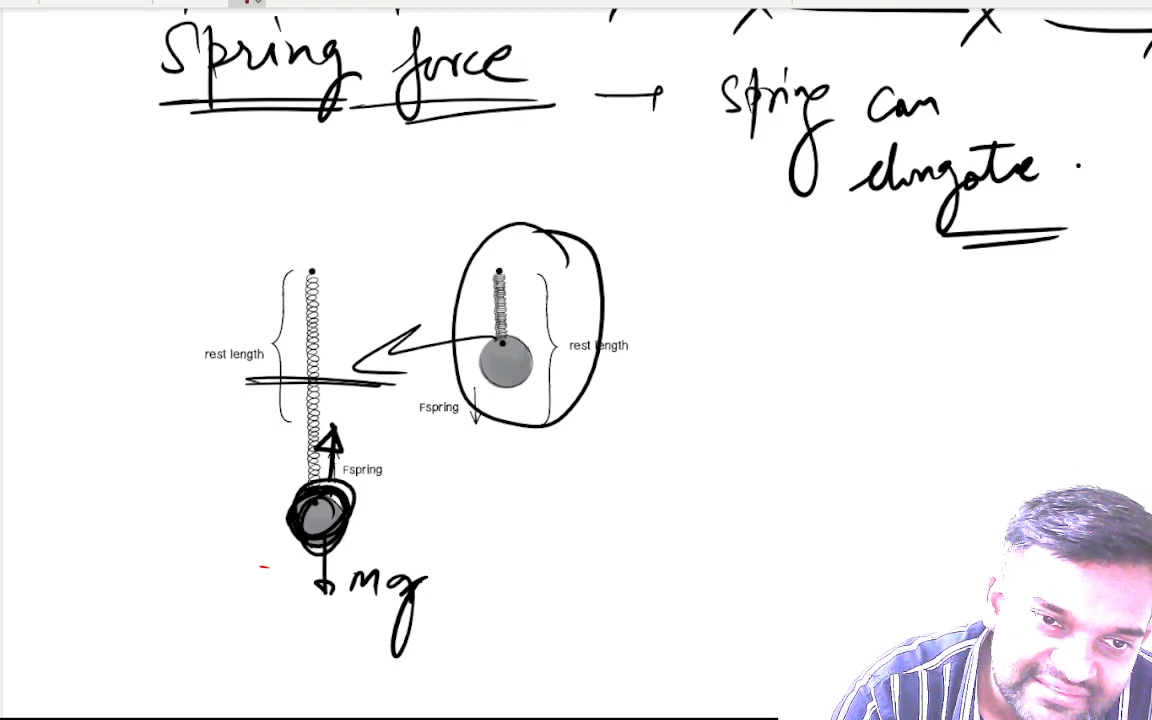 Spring force → Spring can
elongate.
rest length
rest length
Fspring
Fspring
mg